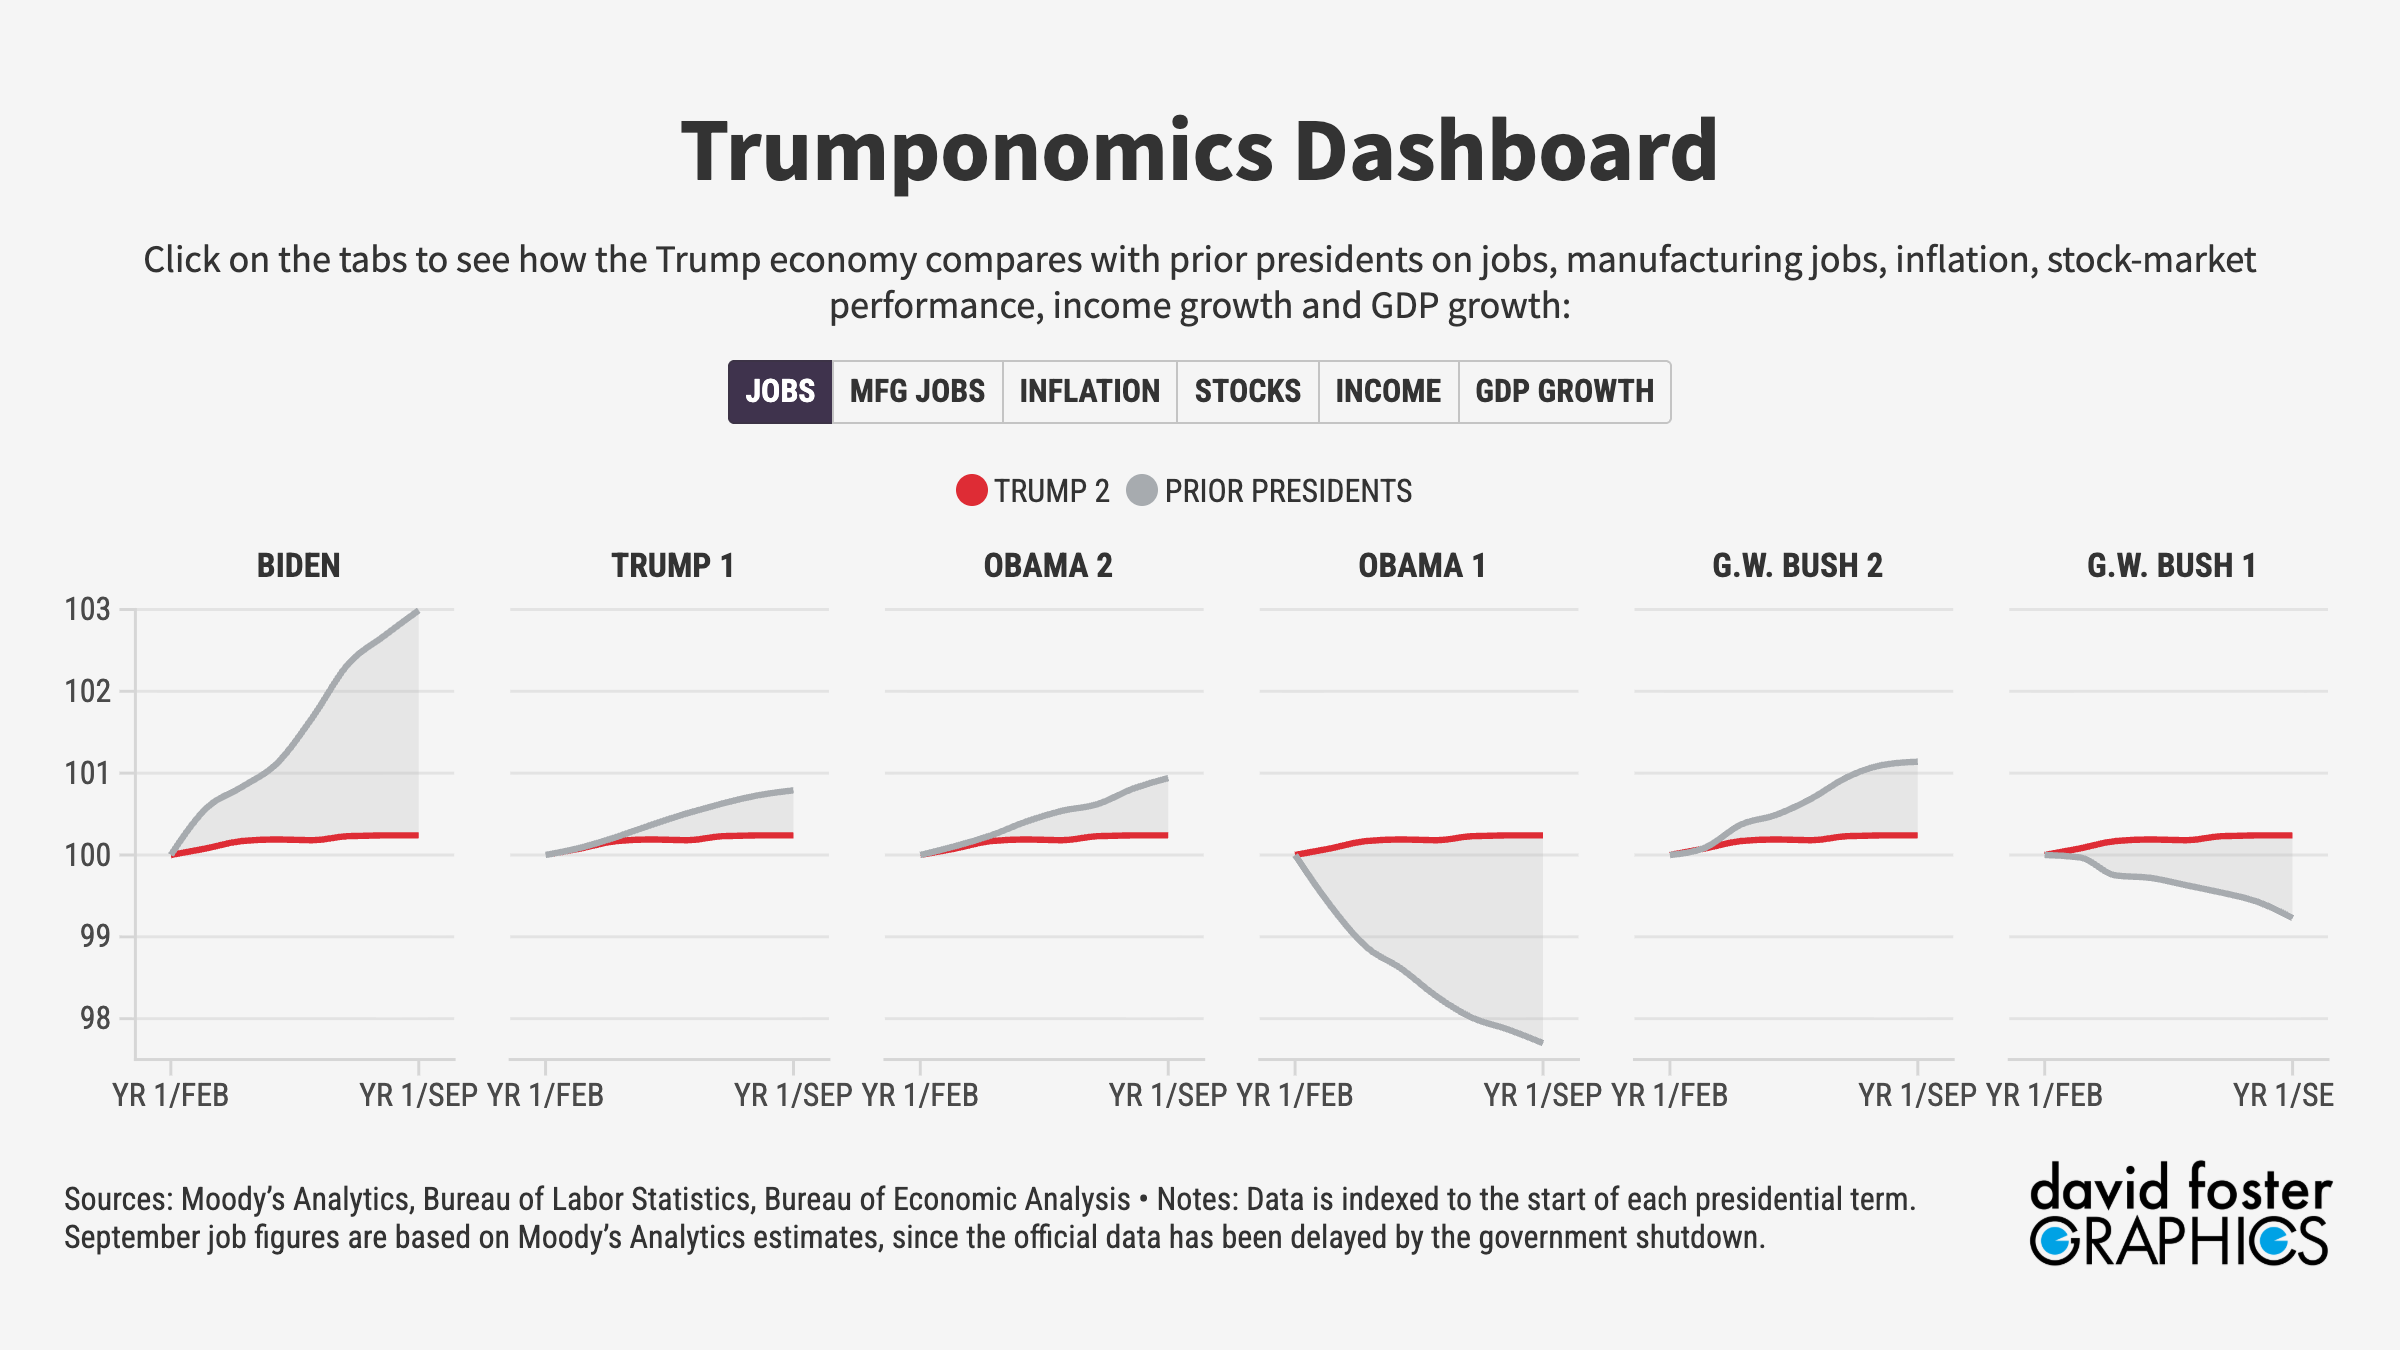 Trumponomics Dashboard
Click on the tabs to see how the Trump economy compares with prior presidents on jobs, manufacturing jobs, inflation, stock-market
performance, income growth and GDP growth:
JOBS MFG JOBS INFLATION STOCKS INCOME GDP GROWTH
TRUMP 2 PRIOR PRESIDENTS
BIDEN TRUMP 1 OBAMA 2 OBAMA 1 G.W. BUSH 2 G.W. BUSH 1
103
102
101
100
99
98
YR 1/FEB YR 1/SEP YR 1/FEB YR 1/SEP YR 1/FEB YR 1/SEP YR 1/FEB YR 1/SEP YR 1/FEB YR 1/SEP YR 1/FEB YR 1/SE
Sources: Moody’s Analytics, Bureau of Labor Statistics, Bureau of Economic Analysis • Notes: Data is indexed to the start of each presidential term.
September job figures are based on Moody’s Analytics estimates, since the official data has been delayed by the government shutdown.
david foster
GRAPHICS